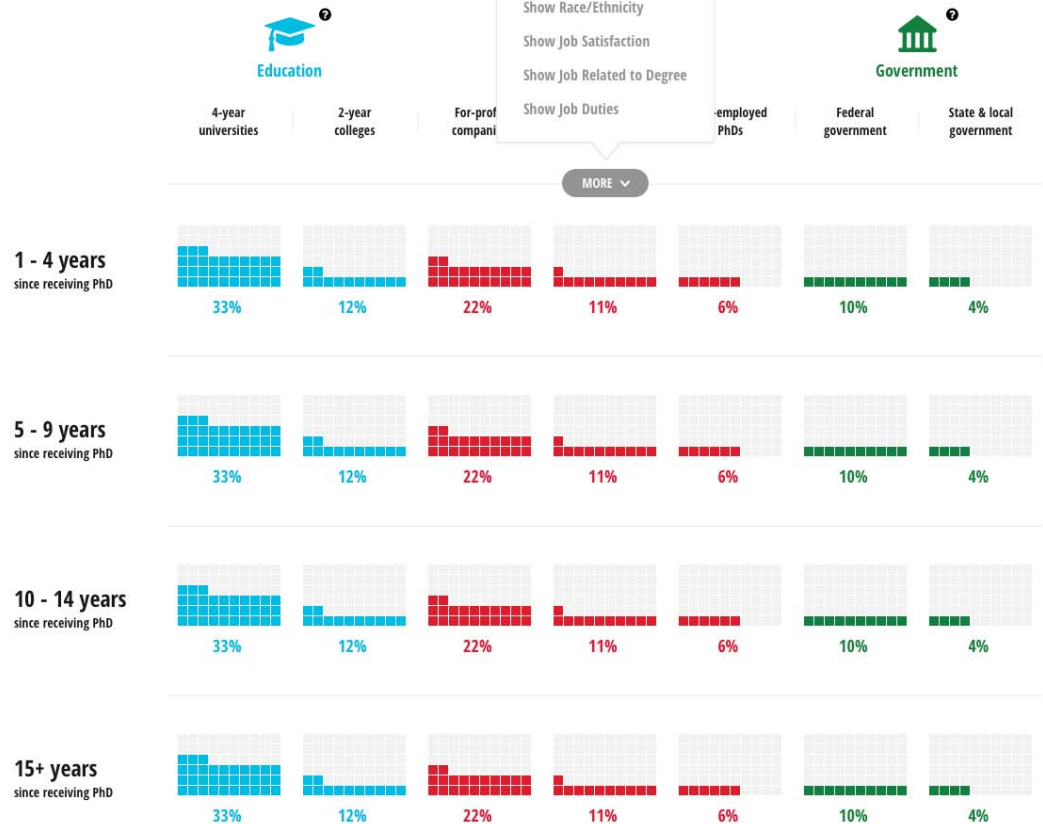 Show Race/Ethnicity
Show Job Satisfaction
Show Job Related to Degree
Show Job Duties
?
Education
?
Government
4-year
universities
2-year
colleges
For-prof
compani
-employed
PhDs
Federal
government
State & local
government
MORE
1 - 4 years
since receiving PhD
33% 12% 22% 11% 6% 10% 4%
5 - 9 years
since receiving PhD
33% 12% 22% 11% 6% 10% 4%
10 - 14 years
since receiving PhD
33% 12% 22% 11% 6% 10% 4%
15+ years
since receiving PhD
33% 12% 22% 11% 6% 10% 4%